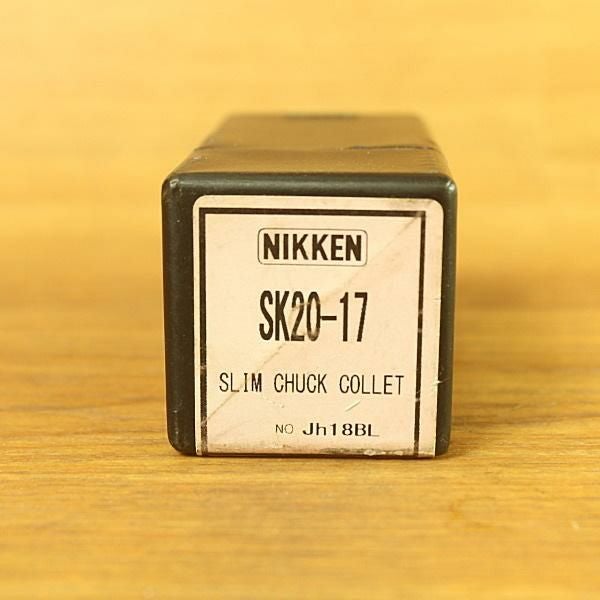 NIKKEN
SK20-17
SLIM CHUCK COLLET
NO Jh18BL